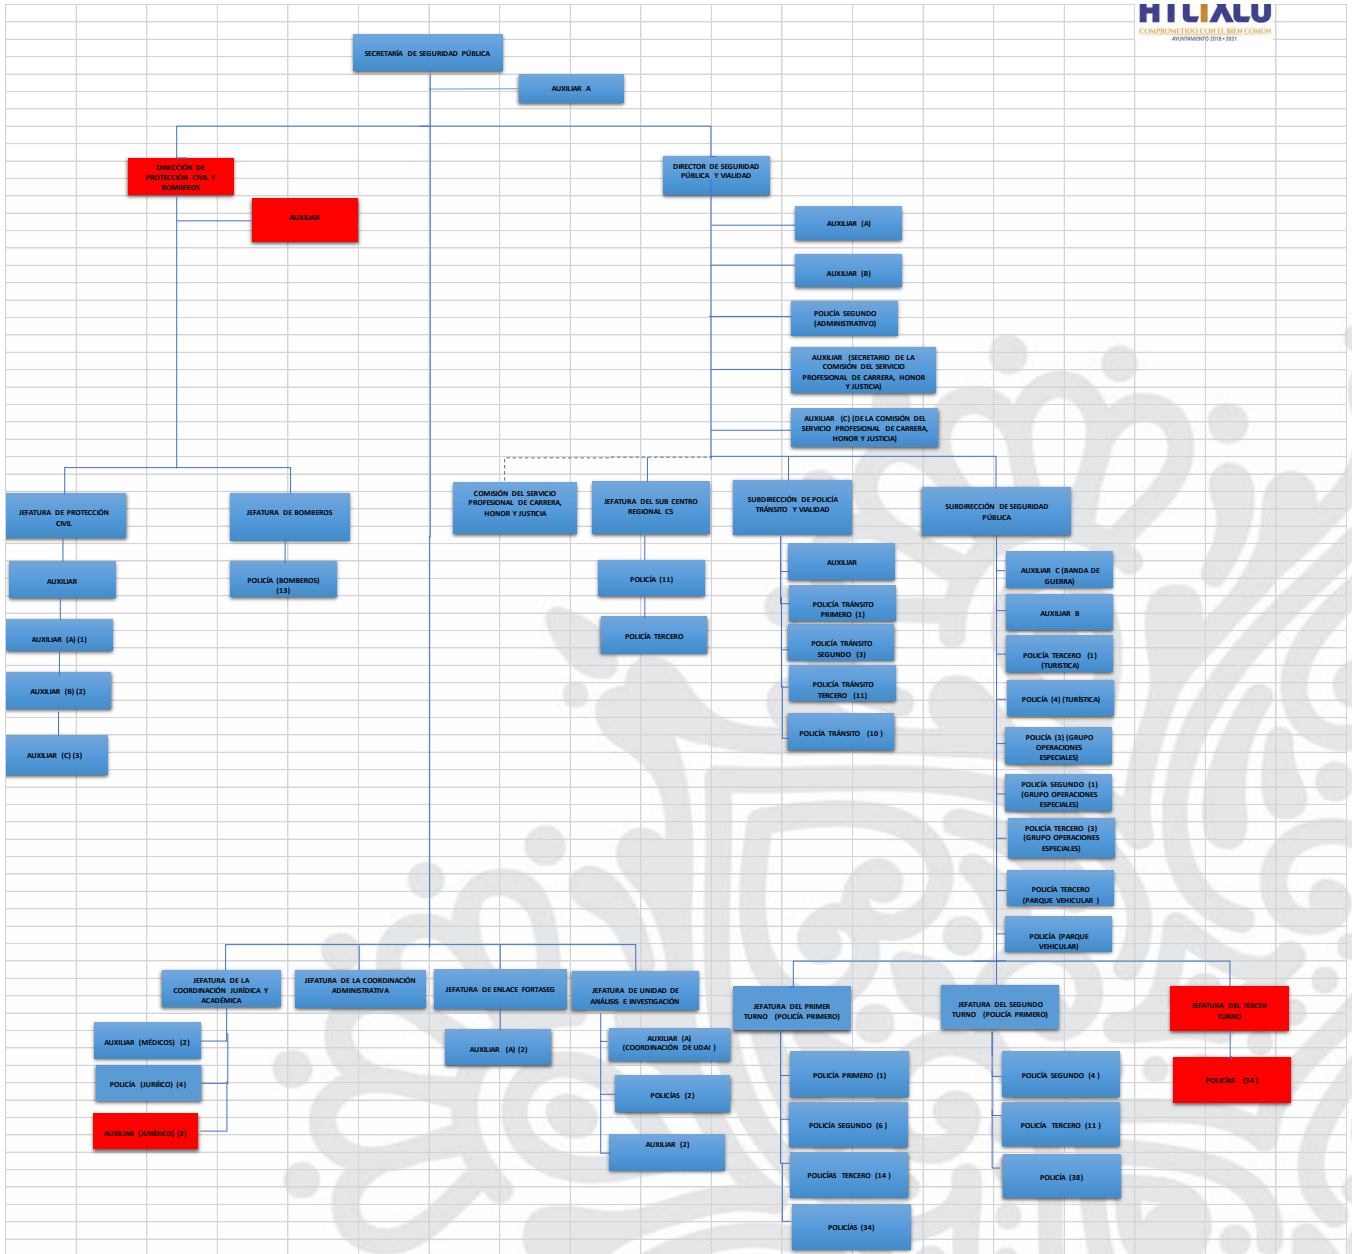 ATLIXCO
COMPROMETIDO CON EL BIEN COMÚN
AYUNTAMIENTO 2018 • 2021
SECRETARÍA DE SEGURIDAD PÚBLICA
AUXILIAR A
DIRECCIÓN DE
PROTECCIÓN CIVIL Y
BOMBEROS
AUXILIAR
DIRECTOR DE SEGURIDAD
PÚBLICA Y VIALIDAD
AUXILIAR (A)
AUXILIAR (B)
POLICÍA SEGUNDO
(ADMINISTRATIVO)
AUXILIAR (SECRETARIO DE LA
COMISIÓN DEL SERVICIO
PROFESIONAL DE CARRERA, HONOR
Y JUSTICIA)
AUXILIAR (C) (DE LA COMISIÓN DEL
SERVICIO PROFESIONAL DE CARRERA,
HONOR Y JUSTICIA)
JEFATURA DE PROTECCIÓN
CIVIL
AUXILIAR
AUXILIAR (A) (1)
AUXILIAR (B) (2)
AUXILIAR (C) (3)
JEFATURA DE BOMBEROS
POLICÍA (BOMBEROS)
(13)
COMISIÓN DEL SERVICIO
PROFESIONAL DE CARRERA,
HONOR Y JUSTICIA
JEFATURA DEL SUB CENTRO
REGIONAL C5
POLICÍA (11)
POLICÍA TERCERO
SUBDIRECCIÓN DE POLICÍA
TRÁNSITO Y VIALIDAD
AUXILIAR
POLICÍA TRÁNSITO
PRIMERO (1)
POLICÍA TRÁNSITO
SEGUNDO (3)
POLICÍA TRÁNSITO
TERCERO (11)
POLICÍA TRÁNSITO (10 )
SUBDIRECCIÓN DE SEGURIDAD
PÚBLICA
AUXILIAR C (BANDA DE
GUERRA)
AUXILIAR B
POLICÍA TERCERO (1)
(TURISTICA)
POLICÍA (4) (TURÍSTICA)
POLICÍA (3) (GRUPO
OPERACIONES
ESPECIALES)
POLICÍA SEGUNDO (1)
(GRUPO OPERACIONES
ESPECIALES)
POLICÍA TERCERO (3)
(GRUPO OPERACIONES
ESPECIALES)
POLICÍA TERCERO
(PARQUE VEHICULAR )
POLICÍA (PARQUE
VEHICULAR)
JEFATURA DE LA
COORDINACIÓN JURÍDICA Y
ACADÉMICA
AUXILIAR (MÉDICOS) (2)
POLICÍA (JURÍICO) (4)
AUXILIAR (JURÍDICO) (2)
JEFATURA DE LA COORDINACIÓN
ADMINISTRATIVA
JEFATURA DE ENLACE FORTASEG
AUXILIAR (A) (2)
JEFATURA DE UNIDAD DE
ANÁLISIS E INVESTIGACIÓN
AUXILIAR (A)
(COORDINACIÓN DE UDAI )
POLICÍAS (2)
AUXILIAR (2)
JEFATURA DEL PRIMER
TURNO (POLICÍA PRIMERO)
POLICÍA PRIMERO (1)
POLICÍA SEGUNDO (6 )
POLICÍAS TERCERO (14 )
POLICÍAS (34)
JEFATURA DEL SEGUNDO
TURNO (POLICÍA PRIMERO)
POLICÍA SEGUNDO (4 )
POLICÍA TERCERO (11 )
POLICÍA (38)
JEFATURA DEL TERCER
TURNO
POLICÍAS (34 )